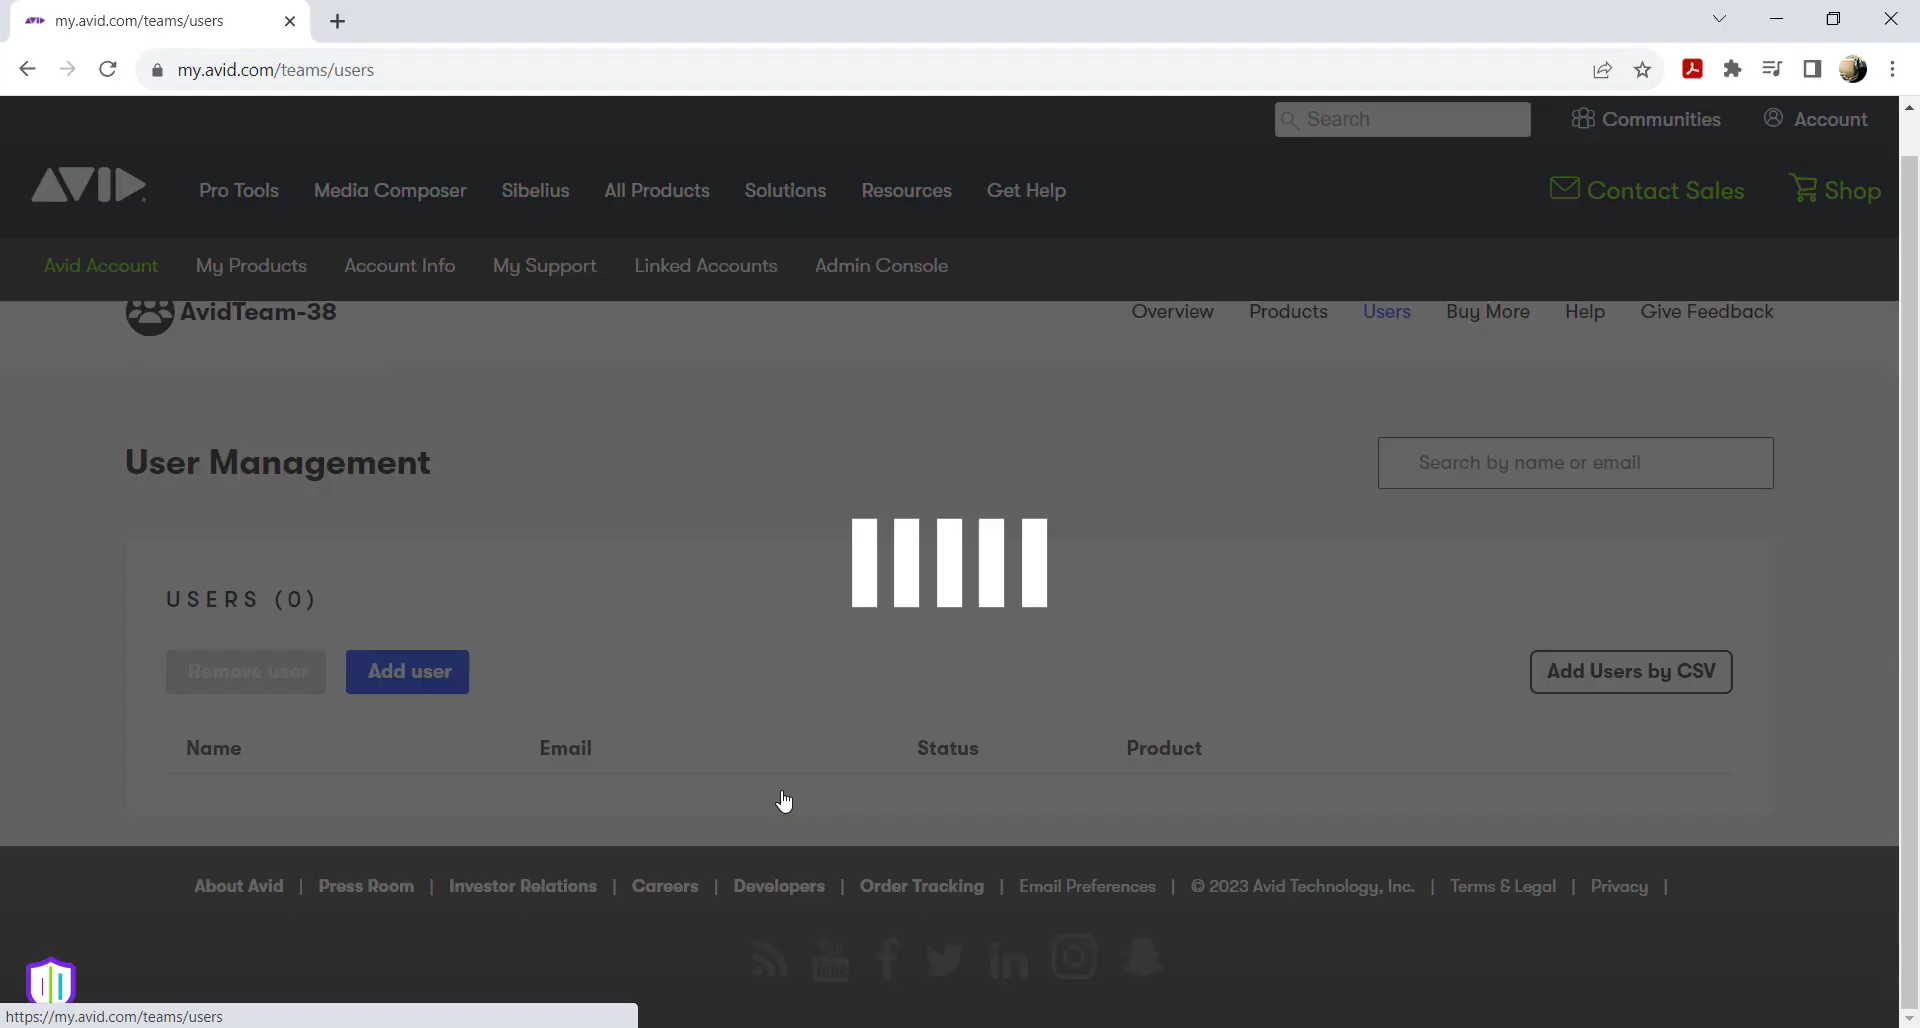 my.avid.com/teams/users
my.avid.com/teams/users
Search
Communities
Account
AVID
Pro Tools Media Composer Sibelius All Products Solutions Resources Get Help
Contact Sales
Shop
Avid Account My Products Account Info My Support Linked Accounts Admin Console
AvidTeam-38
Overview Products Users Buy More Help Give Feedback
User Management
Search by name or email
USERS (0)
Remove user
Add user
Add Users by CSV
Name Email Status Product
About Avid | Press Room | Investor Relations | Careers | Developers | Order Tracking | Email Preferences | © 2023 Avid Technology, Inc. | Terms & Legal | Privacy |
You
Tube
https://my.avid.com/teams/users